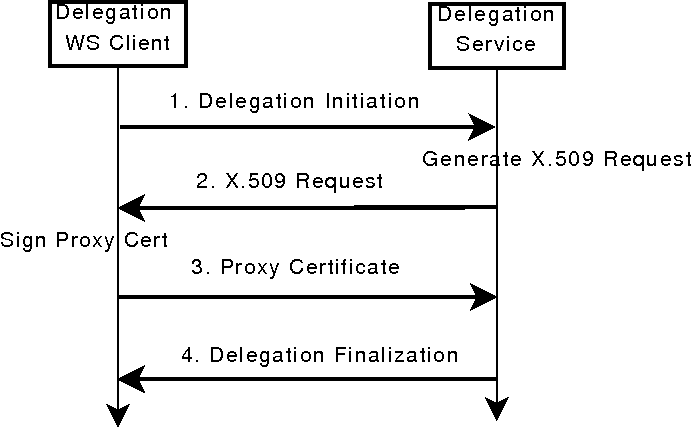 Delegation
WS Client
Delegation
Service
1. Delegation Initiation
Generate X.509 Request
2. X.509 Request
Sign Proxy Cert
3. Proxy Certificate
4. Delegation Finalization